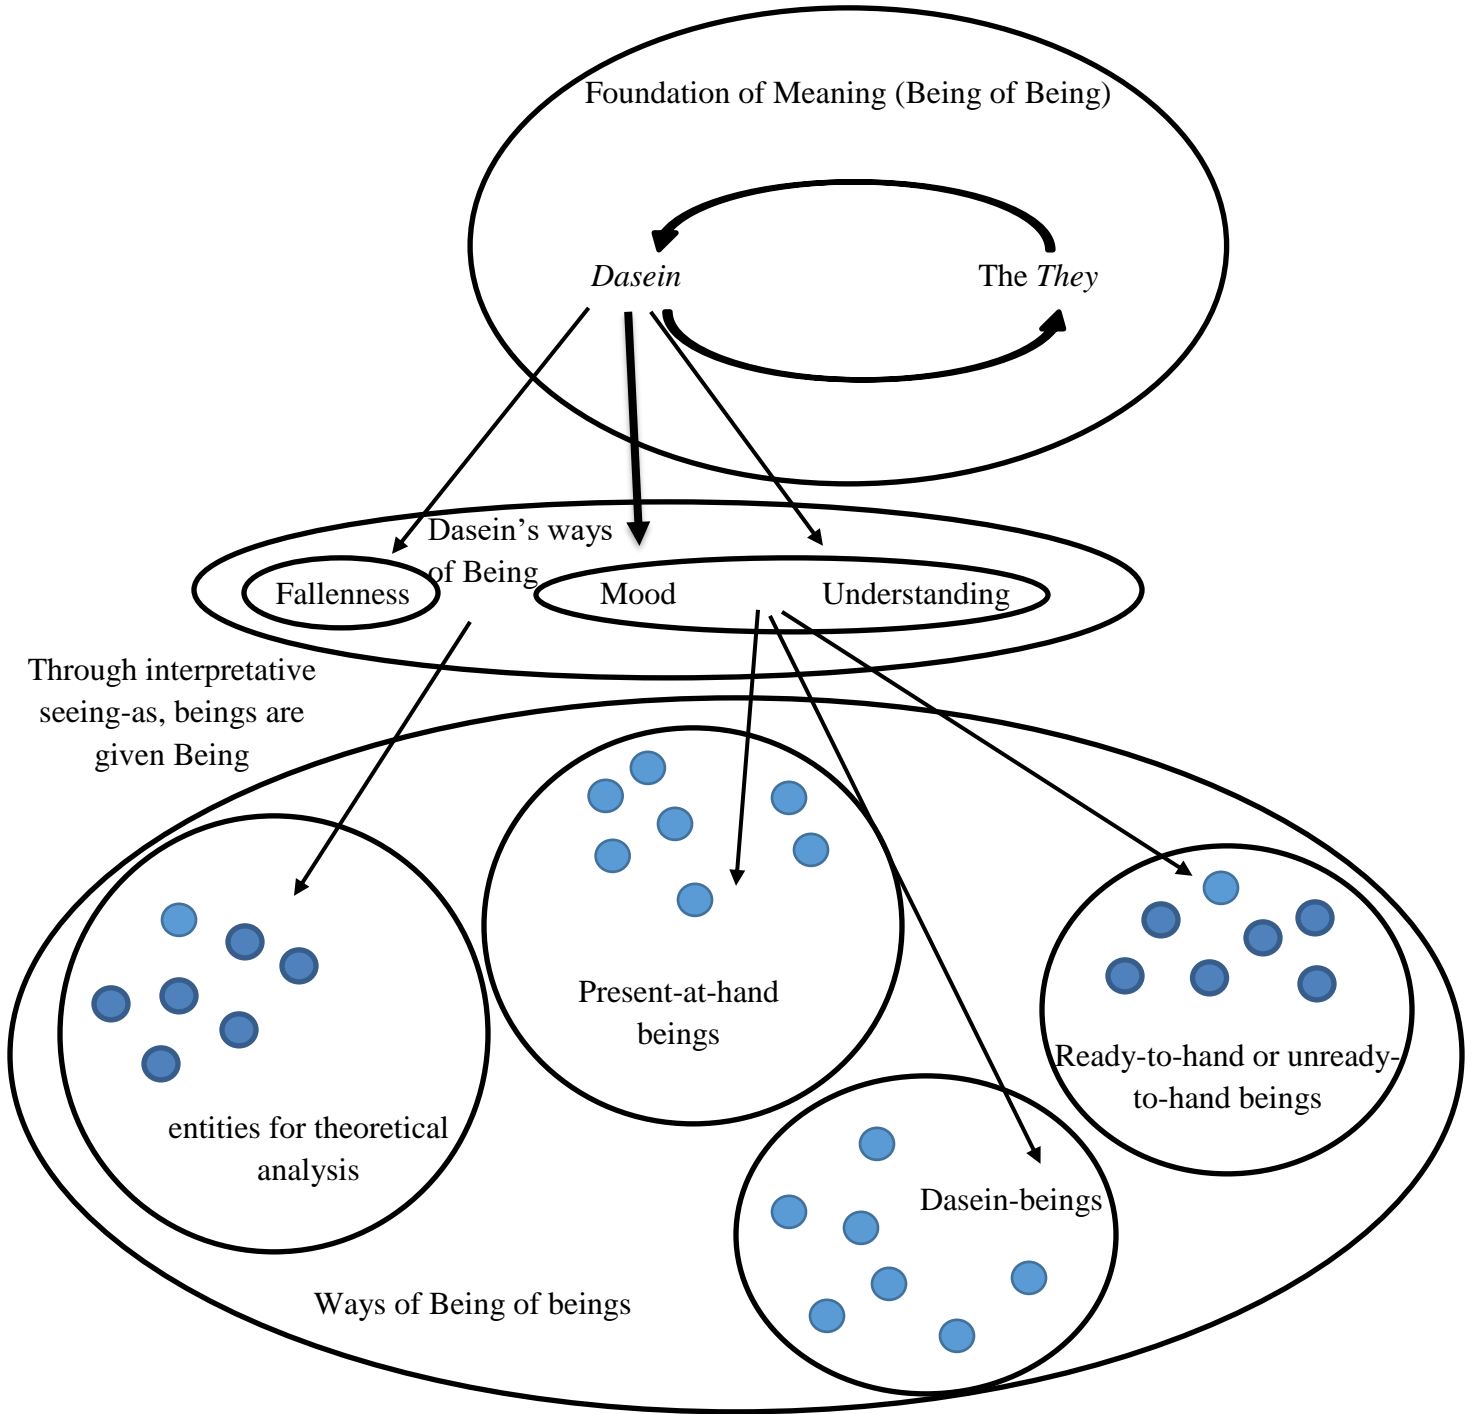 Foundation of Meaning (Being of Being)
Dasein
The They
Dasein’s ways
of Being
Fallenness
Mood
Understanding
Through interpretative
seeing-as, beings are
given Being
Present-at-hand
beings
Ready-to-hand or unready-
to-hand beings
entities for theoretical
analysis
Dasein-beings
Ways of Being of beings